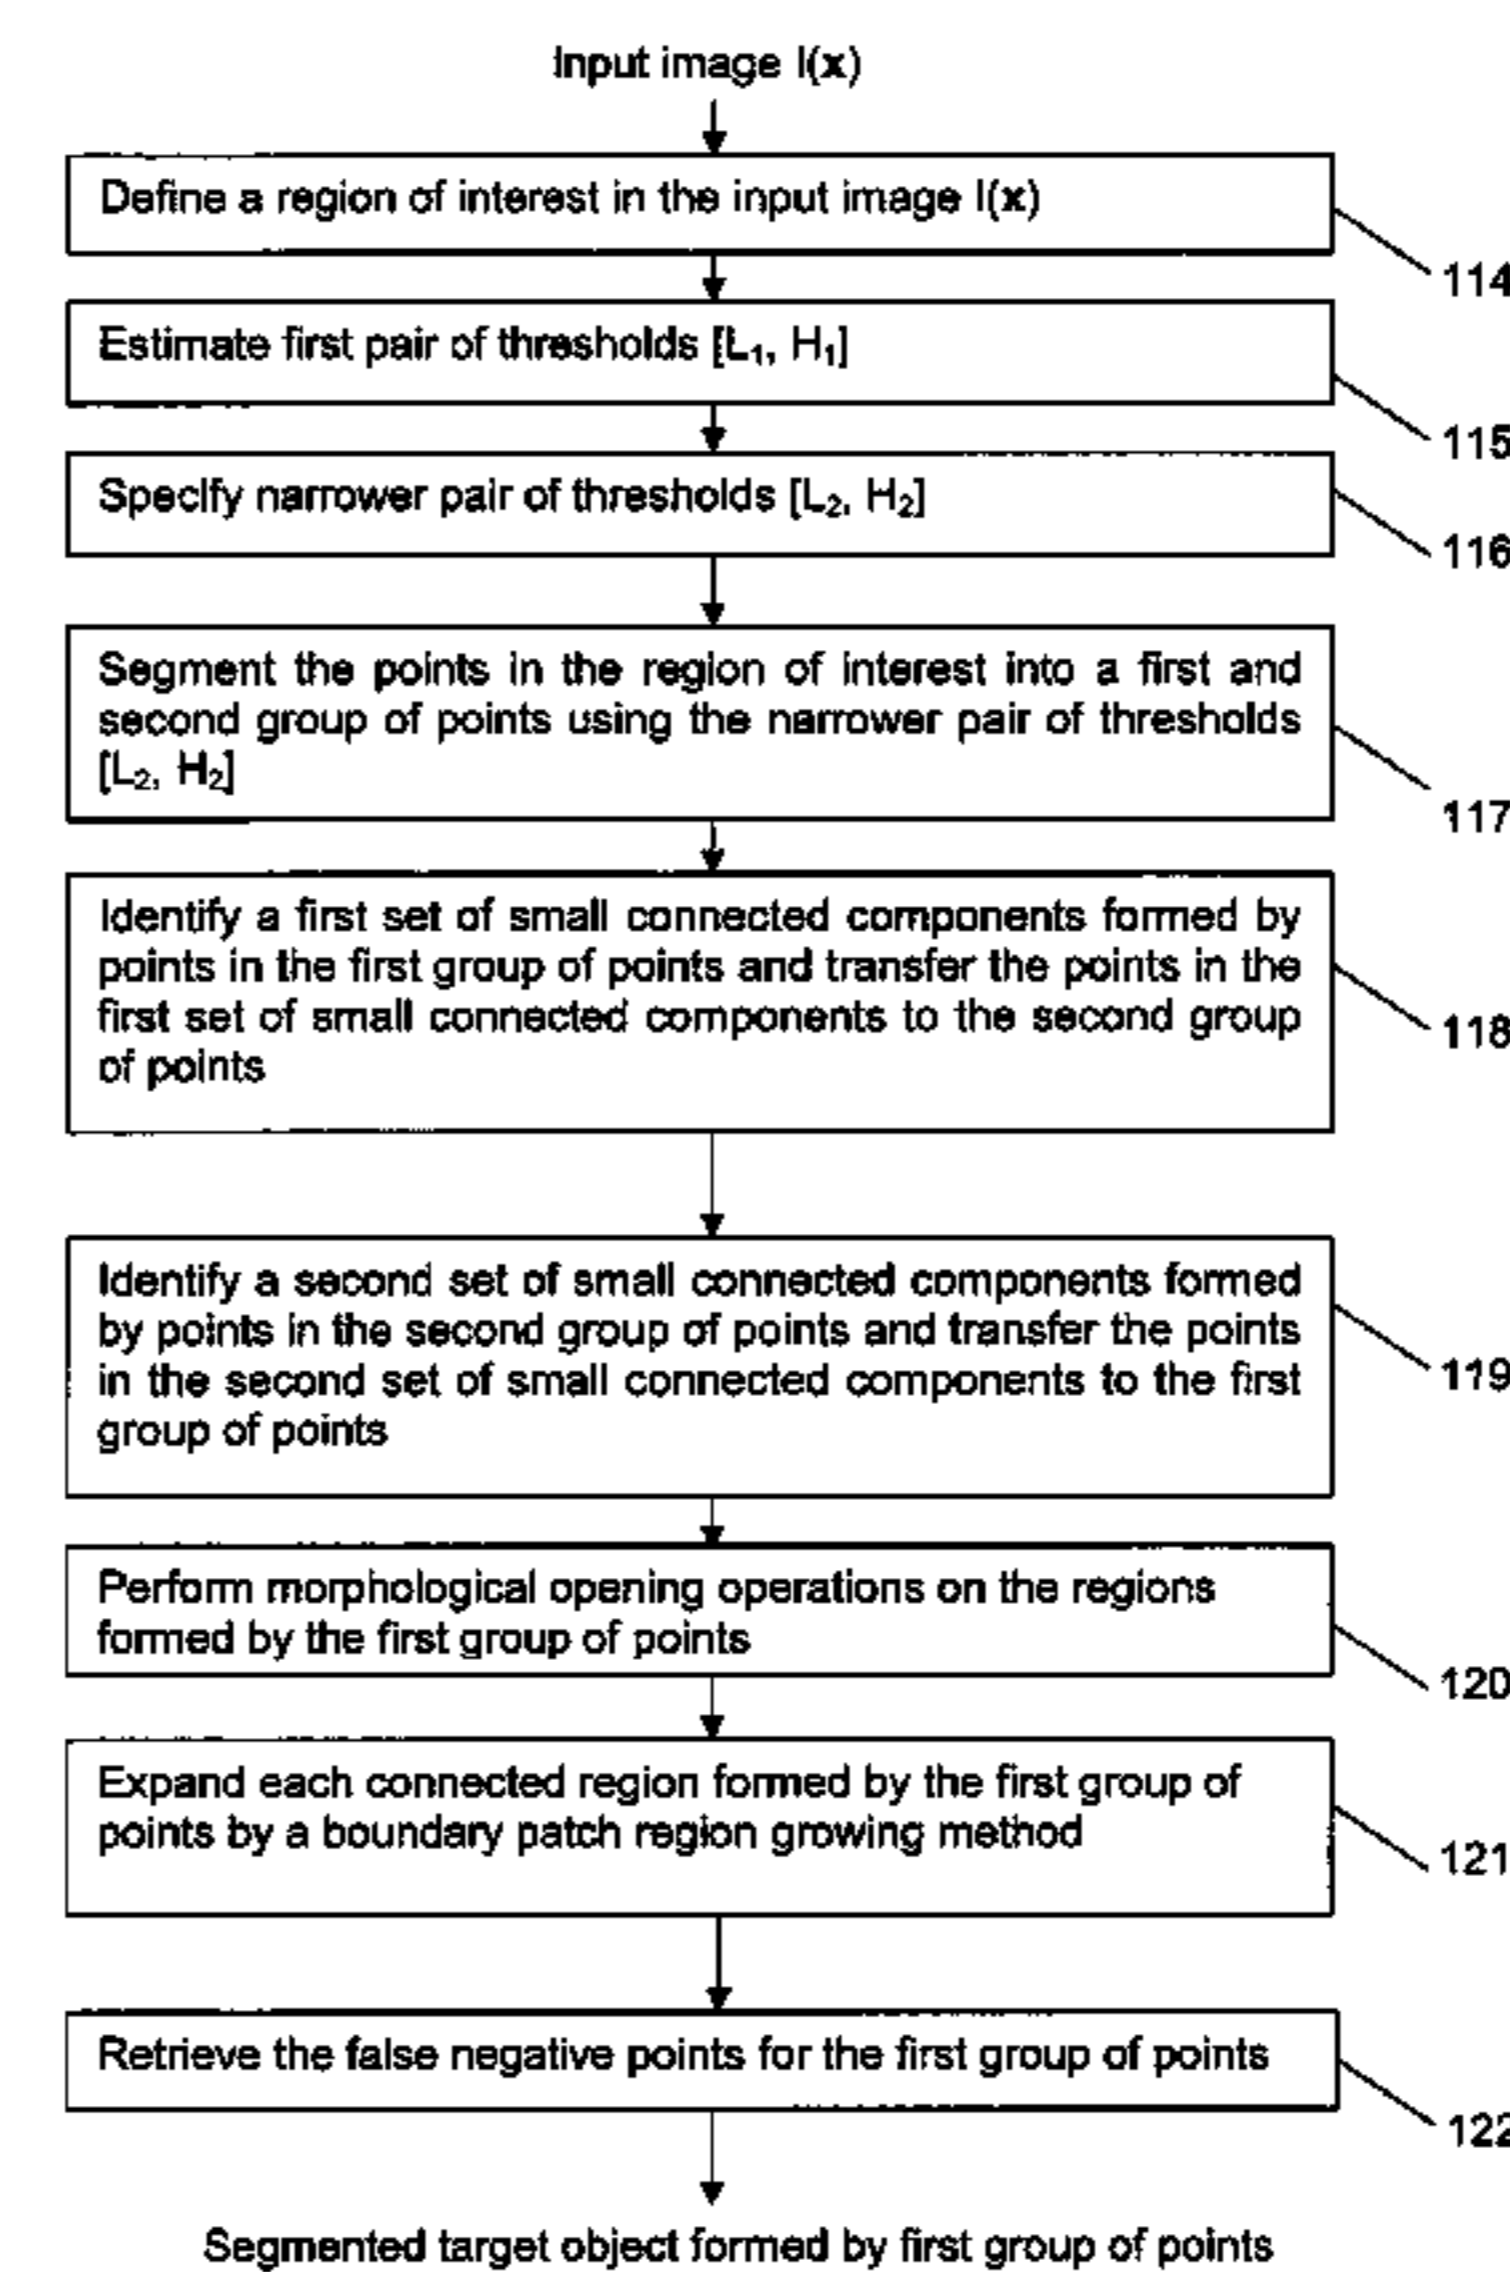 Input image I(x)
Define a region of interest in the input image I(x)
114
Estimate first pair of thresholds [L₁, H₁]
115
Specify narrower pair of thresholds [L₂, H₂]
116
Segment the points in the region of interest into a first and
second group of points using the narrower pair of thresholds
[L₂, H₂]
117
Identify a first set of small connected components formed by
points in the first group of points and transfer the points in the
first set of small connected components to the second group
of points
118
Identify a second set of small connected components formed
by points in the second group of points and transfer the points
in the second set of small connected components to the first
group of points
119
Perform morphological opening operations on the regions
formed by the first group of points
120
Expand each connected region formed by the first group of
points by a boundary patch region growing method
121
Retrieve the false negative points for the first group of points
122
Segmented target object formed by first group of points